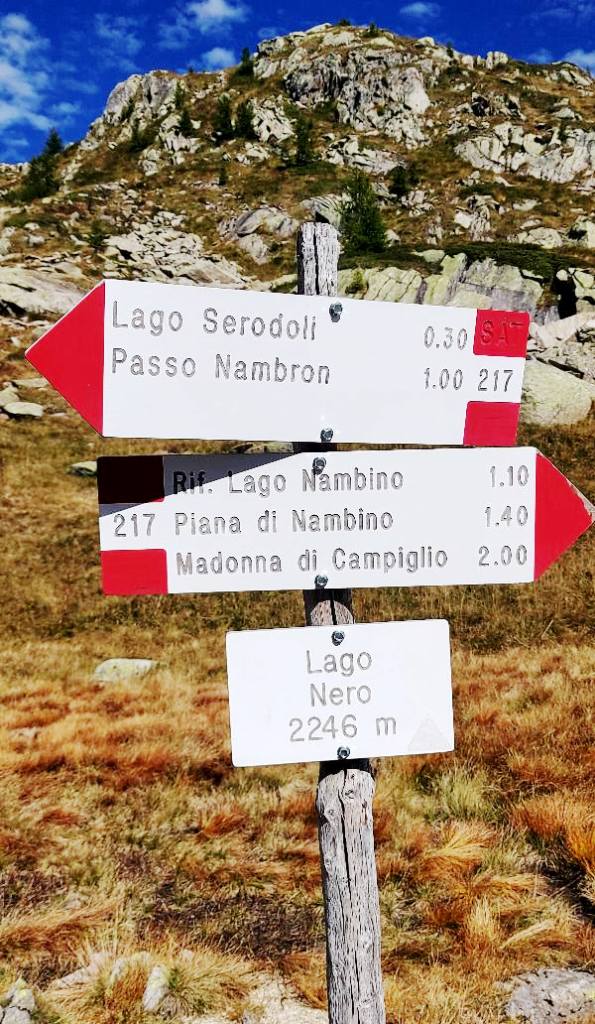 Lago Serodoli 0.30 SAT
Passo Nambron 1.00 217
Rif. Lago Nambino 1.10
217 Piana di Nambino 1.40
Madonna di Campiglio 2.00
Lago
Nero
2246 m